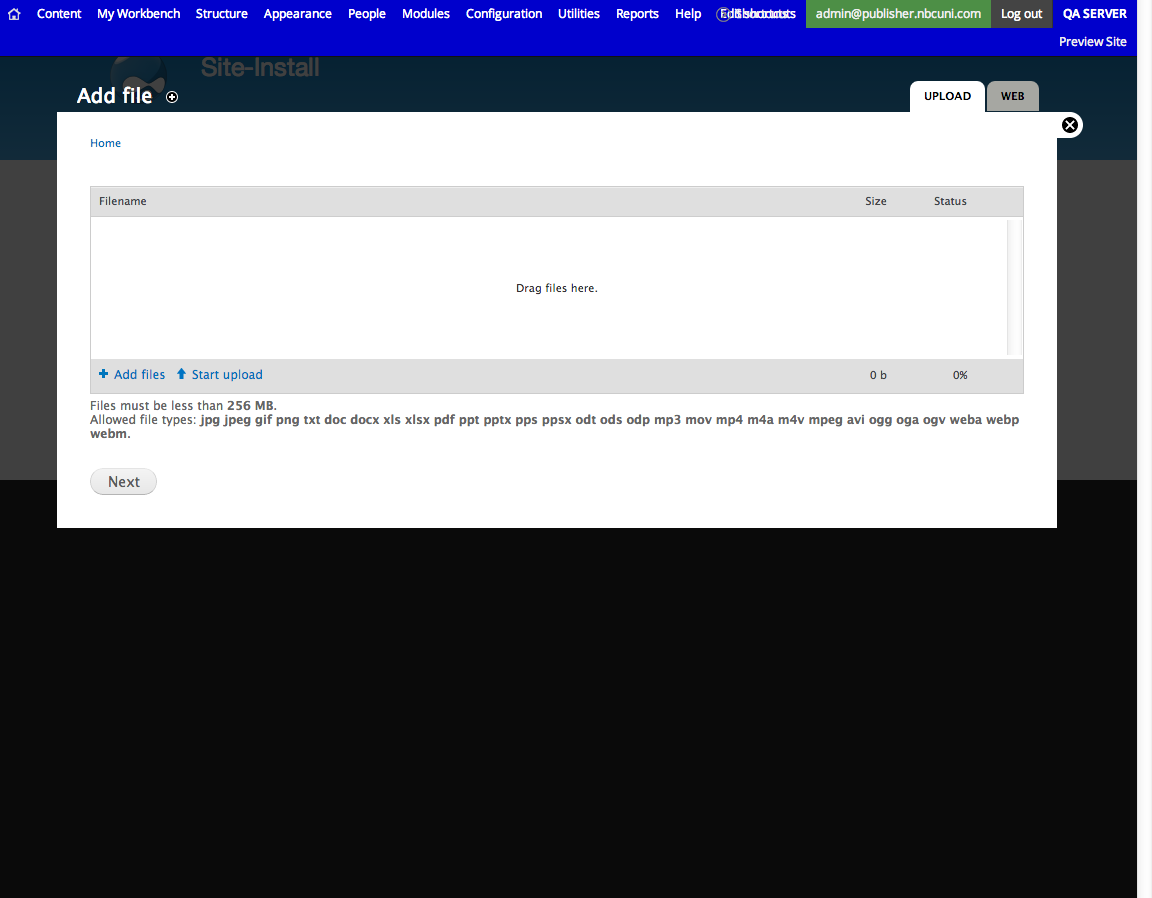 Content My Workbench Structure Appearance People Modules Configuration Utilities Reports Help admin@publisher.nbcuni.com Log out QA SERVER
Preview Site
Site-Install
Add file
UPLOAD WEB
Home
Filename Size Status
Drag files here.
Add files Start upload 0 b 0%
Files must be less than 256 MB.
Allowed file types: jpg jpeg gif png txt doc docx xls xlsx pdf ppt pptx pps ppsx odt ods odp mp3 mov mp4 m4a m4v mpeg avi ogg oga ogv weba webp
webm.
Next